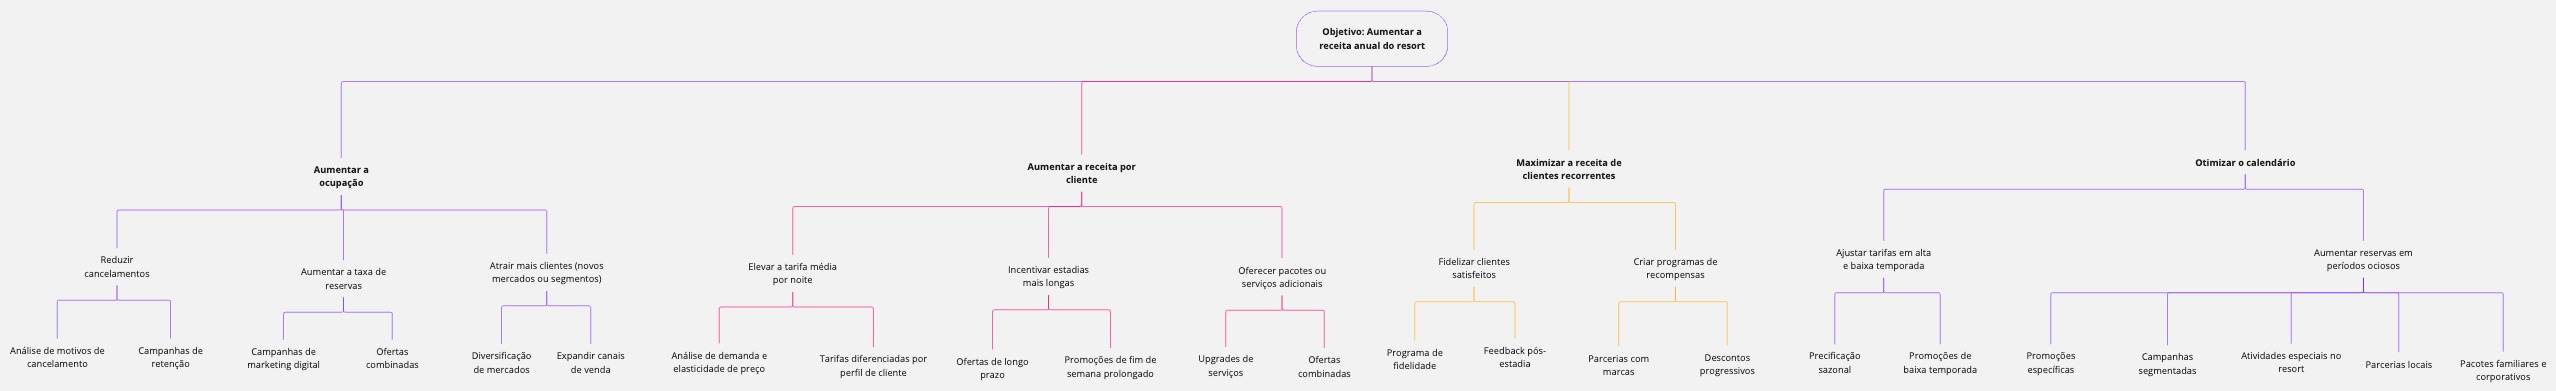 Objetivo: Aumentar a
receita anual do resort
Aumentar a
ocupação
Aumentar a receita por
cliente
Maximizar a receita de
clientes recorrentes
Otimizar o calendário
Reduzir
cancelamentos
Aumentar a taxa de
reservas
Atrair mais clientes (novos
mercados ou segmentos)
Elevar a tarifa média
por noite
Incentivar estadias
mais longas
Oferecer pacotes ou
serviços adicionais
Fidelizar clientes
satisfeitos
Criar programas de
recompensas
Ajustar tarifas em alta
e baixa temporada
Aumentar reservas em
períodos ociosos
Análise de motivos de
cancelamento
Campanhas de
retenção
Campanhas de
marketing digital
Ofertas
combinadas
Diversificação
de mercados
Expandir canais
de venda
Análise de demanda e
elasticidade de preço
Tarifas diferenciadas por
perfil de cliente
Ofertas de longo
prazo
Promoções de fim de
semana prolongado
Upgrades de
serviços
Ofertas
combinadas
Programa de
fidelidade
Feedback pós-
estadia
Parcerias com
marcas
Descontos
progressivos
Precificação
sazonal
Promoções de
baixa temporada
Promoções
específicas
Campanhas
segmentadas
Atividades especiais no
resort
Parcerias locais
Pacotes familiares e
corporativos